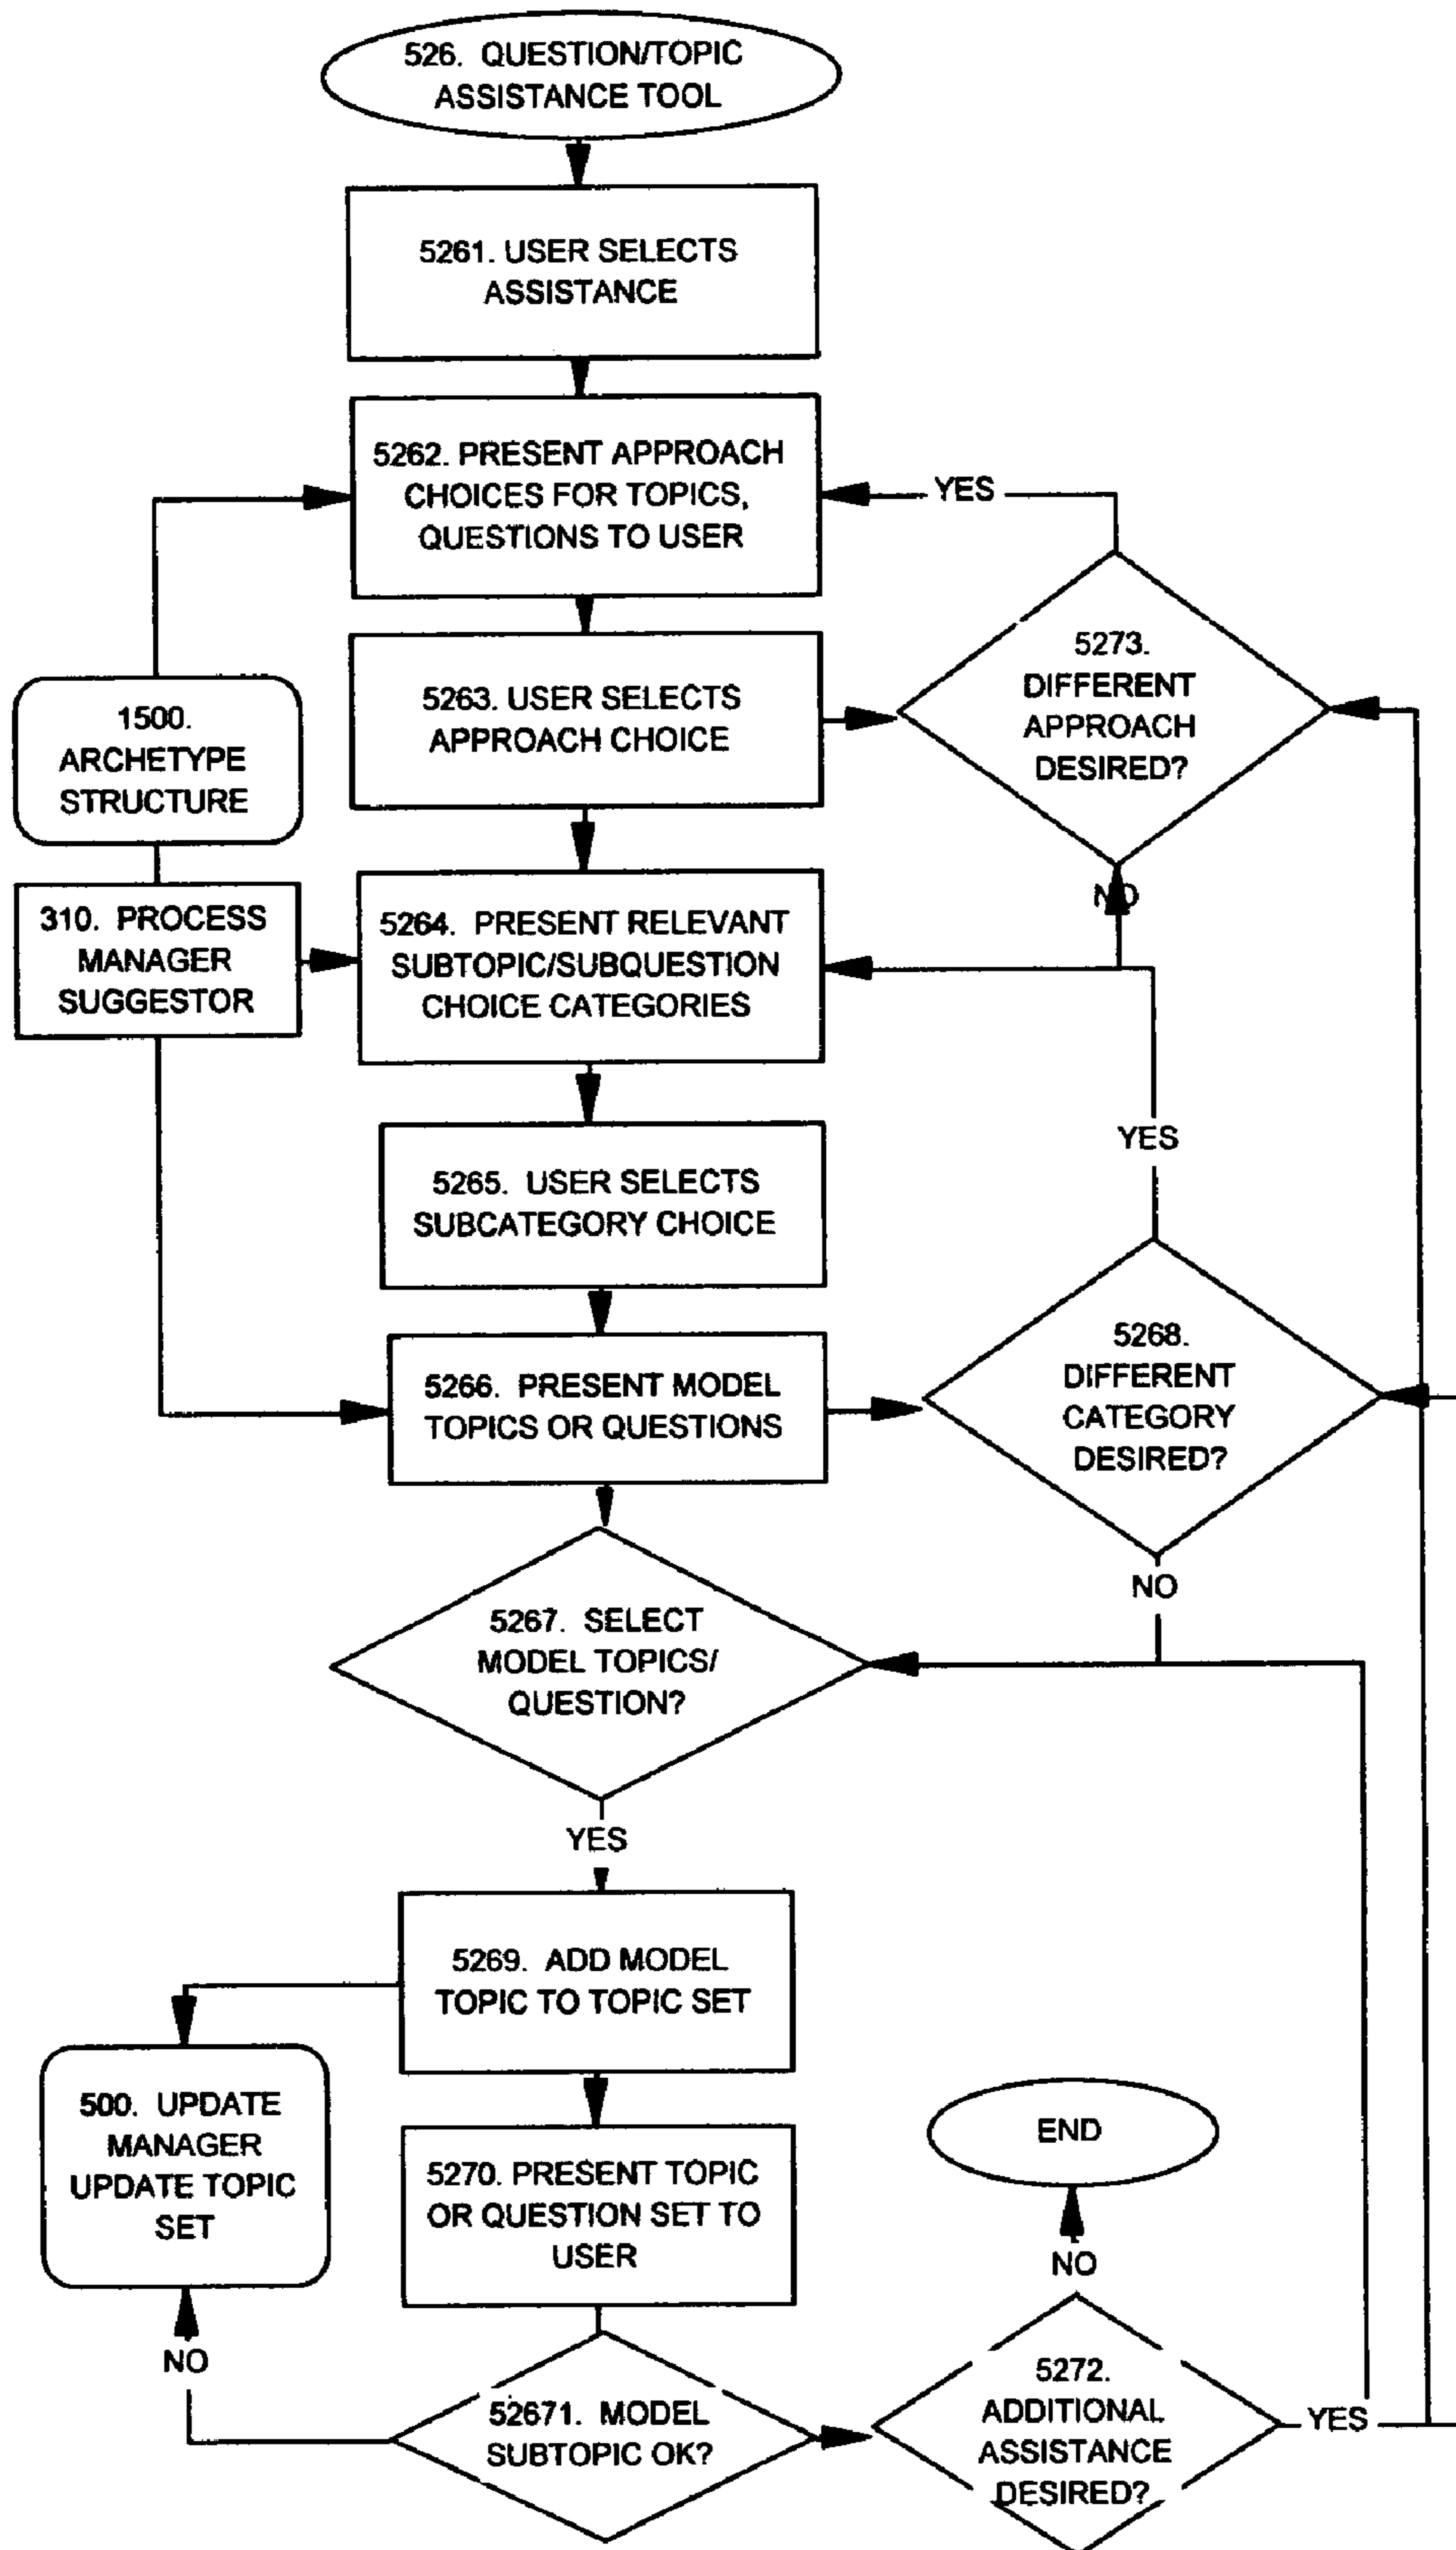 526. QUESTION/TOPIC
ASSISTANCE TOOL
5261. USER SELECTS
ASSISTANCE
5262. PRESENT APPROACH
CHOICES FOR TOPICS,
QUESTIONS TO USER
YES
5273.
DIFFERENT
APPROACH
DESIRED?
NO
5263. USER SELECTS
APPROACH CHOICE
1500.
ARCHETYPE
STRUCTURE
310. PROCESS
MANAGER
SUGGESTOR
5264. PRESENT RELEVANT
SUBTOPIC/SUBQUESTION
CHOICE CATEGORIES
YES
5265. USER SELECTS
SUBCATEGORY CHOICE
5266. PRESENT MODEL
TOPICS OR QUESTIONS
5268.
DIFFERENT
CATEGORY
DESIRED?
NO
5267. SELECT
MODEL TOPICS/
QUESTION?
YES
5269. ADD MODEL
TOPIC TO TOPIC SET
500. UPDATE
MANAGER
UPDATE TOPIC
SET
5270. PRESENT TOPIC
OR QUESTION SET TO
USER
END
NO
NO
52671. MODEL
SUBTOPIC OK?
5272.
ADDITIONAL
ASSISTANCE
DESIRED?
YES